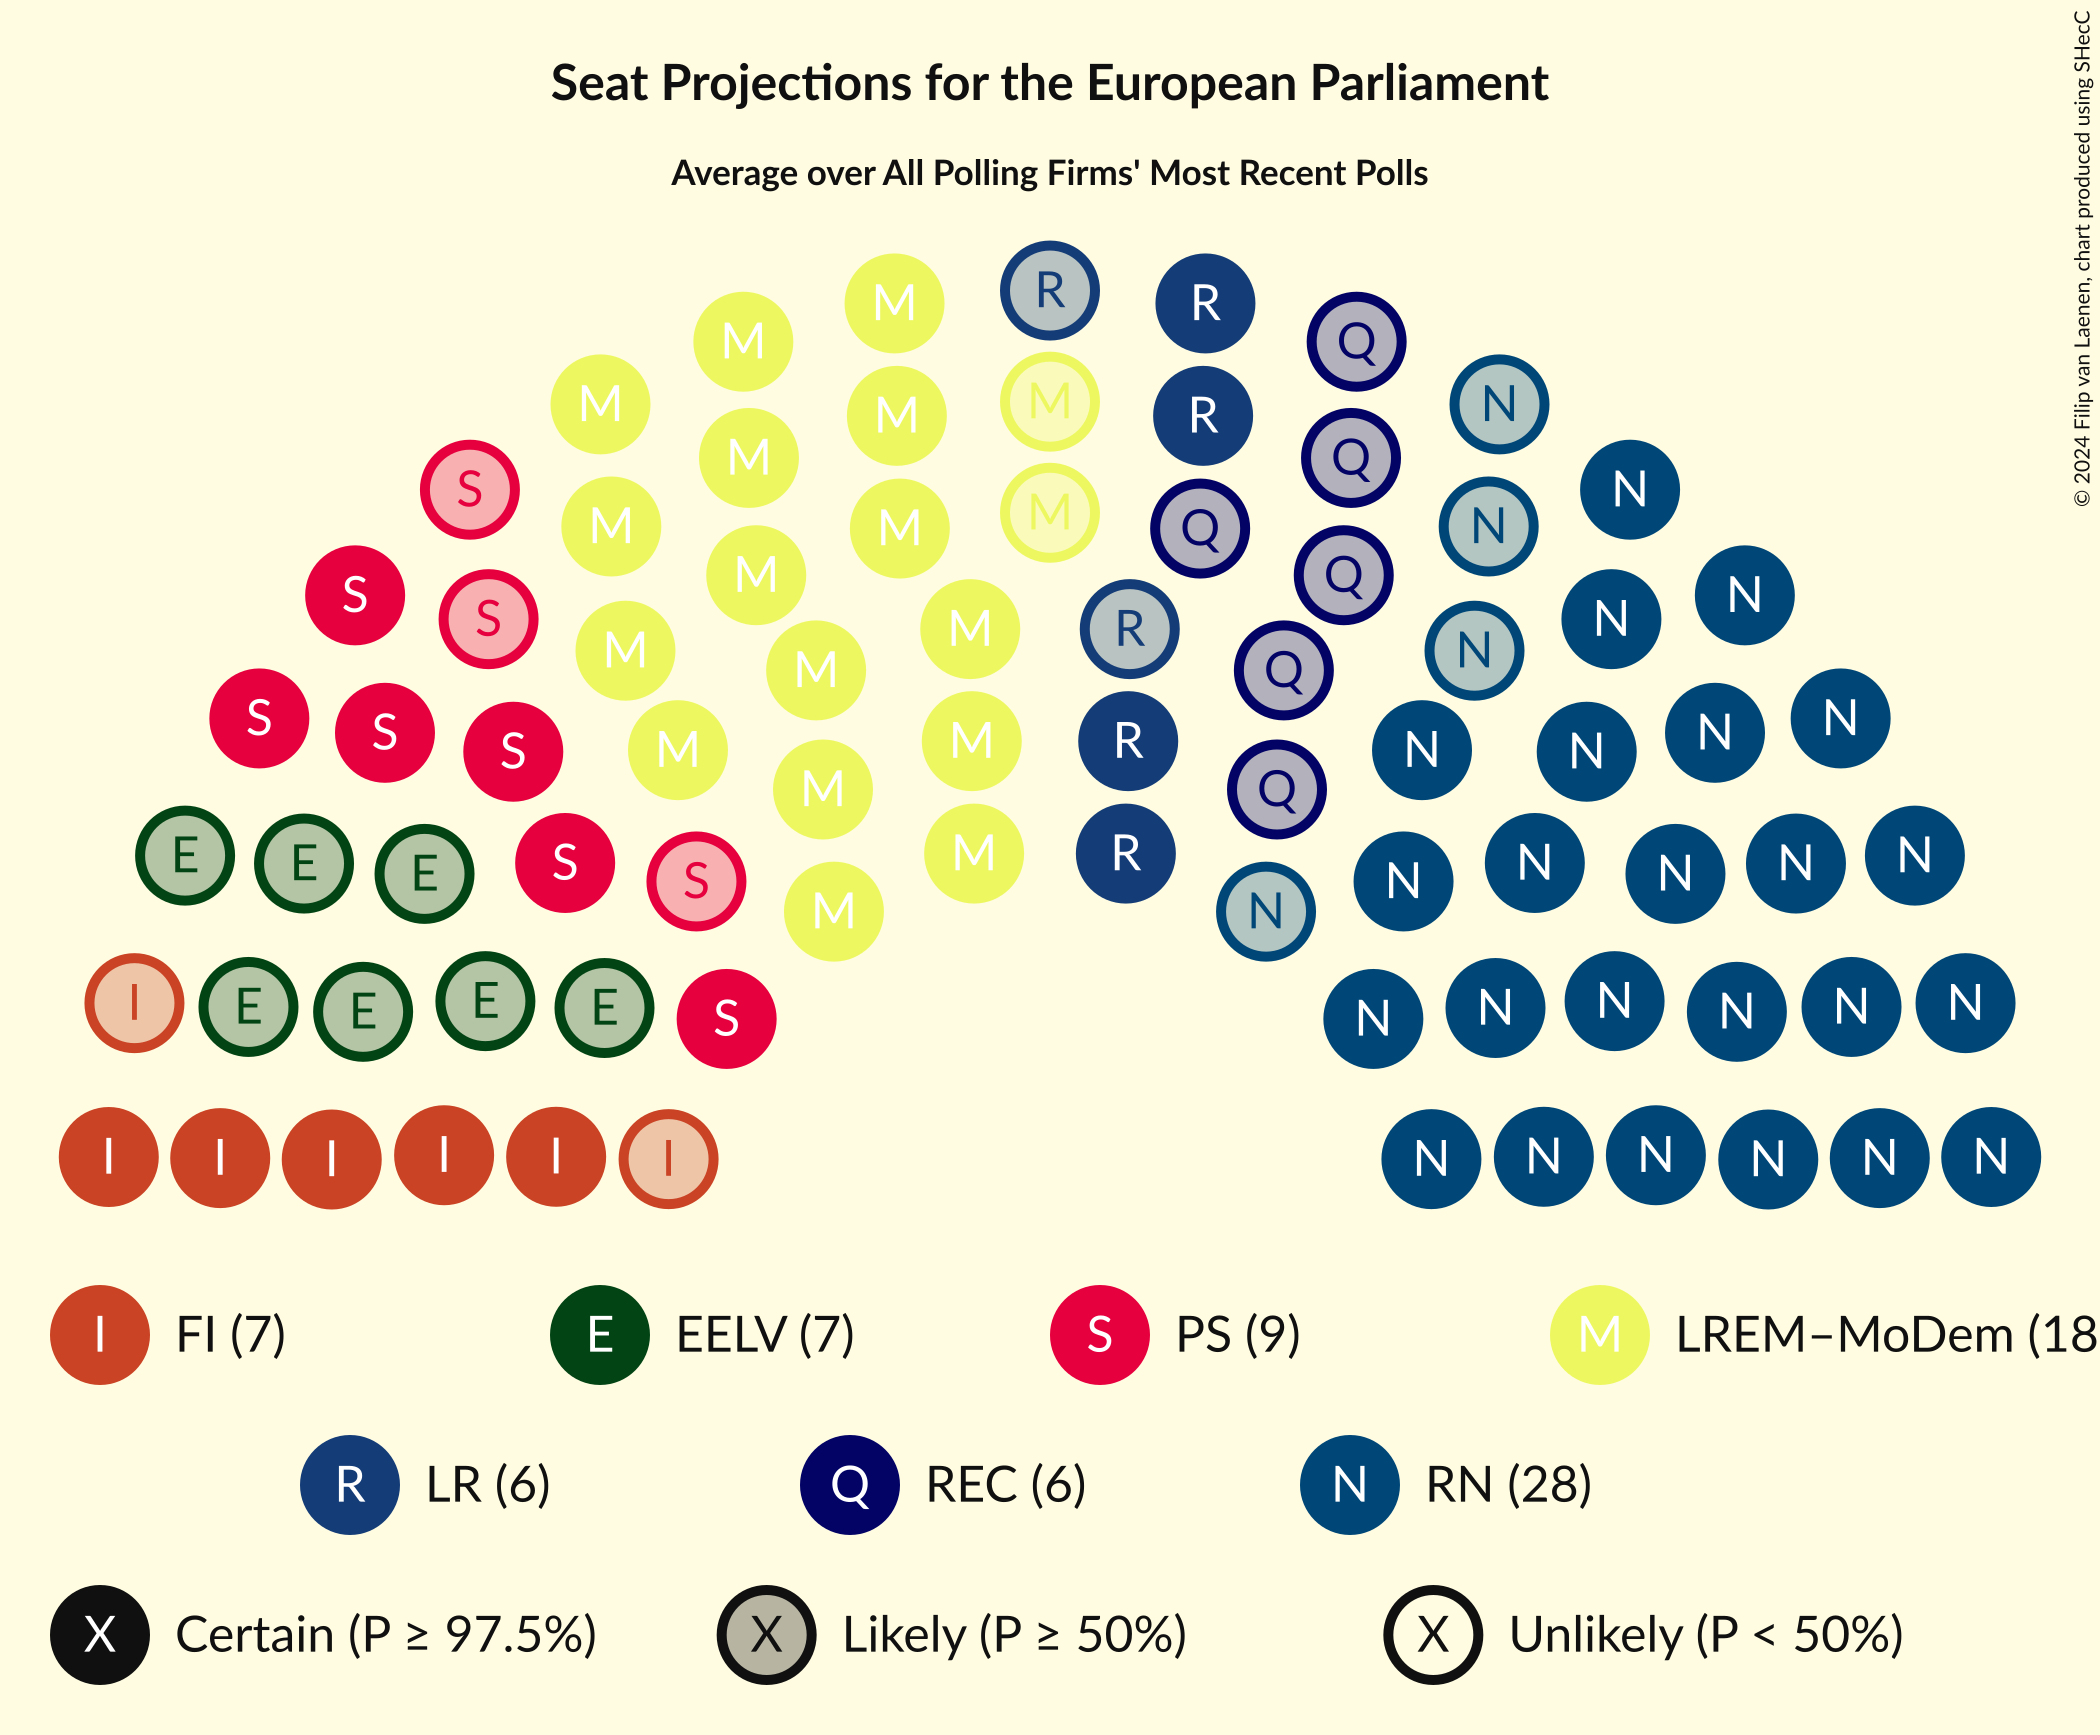 Seat Projections for the European Parliament
Average over All Polling Firms' Most Recent Polls
© 2024 Filip van Laenen, chart produced using SHecC
R
M R Q
M M N
M M R Q
M S N N
M M Q M N
M Q
S S N N
M R
M Q
S S M N N N
S S M R M N N N
M Q
E E E S S M R N N N N N
M N
I E E E E S N N N N N N
I I I I I I N N N N N N
I FI (7) E EELV (7) S PS (9) M LREM–MoDem (18
R LR (6) Q REC (6) N RN (28)
X Certain (P ≥ 97.5%) X Likely (P ≥ 50%) X Unlikely (P < 50%)